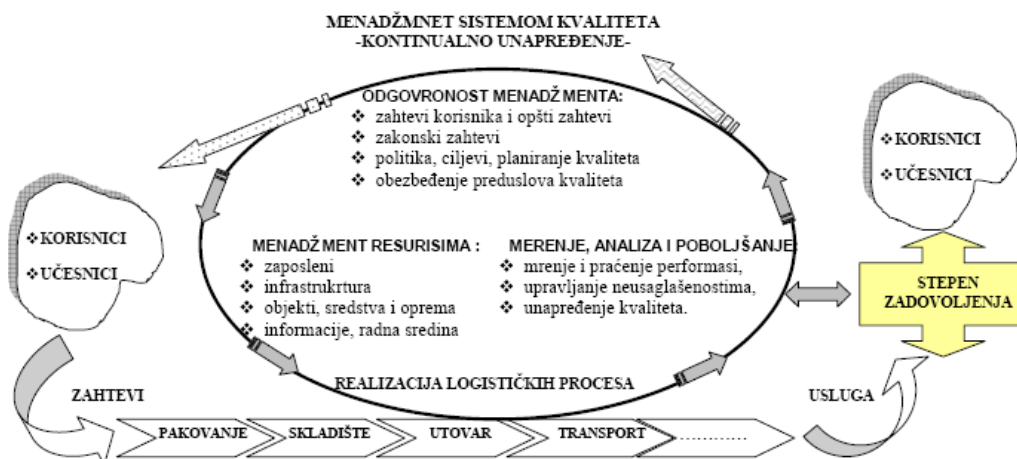 MENADŽMNET SISTEMOM KVALITETA
-KONTINUALNO UNAPREĐENJE-
ODGOVRONOST MENADŽMENTA:
❖ zahtevi korisnika i opšti zahtevi
❖ zakonski zahtevi
❖ politika, ciljevi, planiranje kvaliteta
❖ obezbeđenje preduslova kvaliteta
❖ KORISNICI
❖ UČESNICI
❖ KORISNICI
❖ UČESNICI
MENADŽMENT RESURISIMA :
❖ zaposleni
❖ infrastrukrtura
❖ objekti, sredstva i oprema
❖ informacije, radna sredina
MERENJE, ANALIZA I POBOLJŠANJE:
❖ mrenje i praćenje performasi,
❖ upravljanje neusaglašenostima,
❖ unapređenje kvaliteta.
STEPEN
ZADOVOLJENJA
REALIZACIJA LOGISTIČKIH PROCESA
ZAHTEVI
USLUGA
PAKOVANJE
SKLADIŠTE
UTOVAR
TRANSPORT
...............